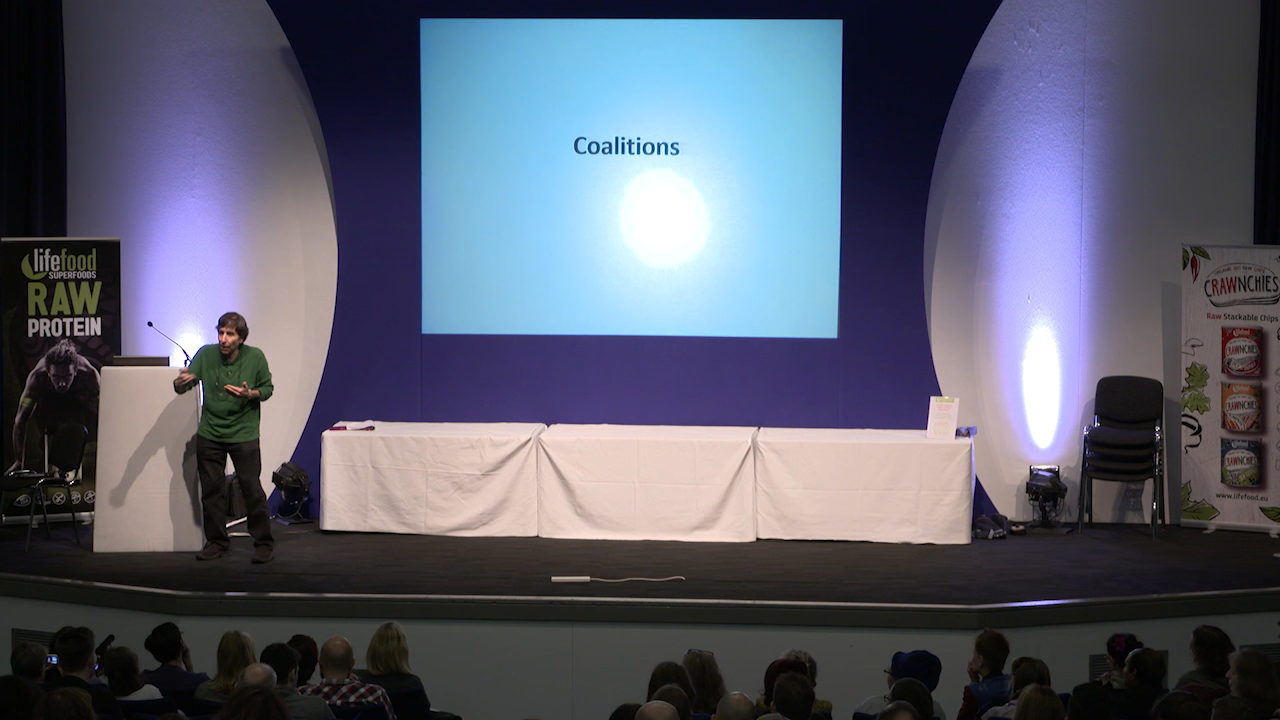 Coalitions
lifefood
SUPERFOODS
RAW
PROTEIN
CRAWNCHIES
Raw Stackable Chips
www.lifefood.eu